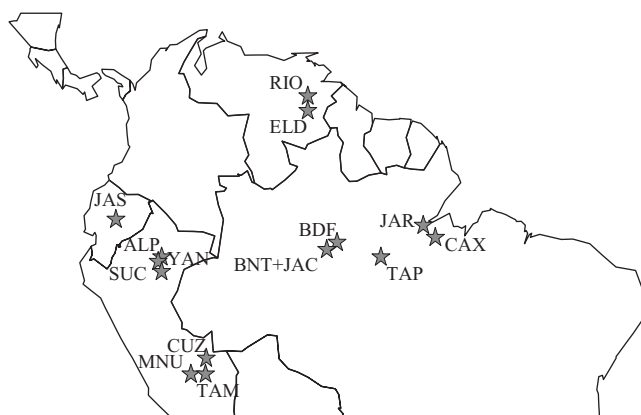 RIO
ELD
JAS
JAR
BDF
CAX
ALP
YAN
BNT+JAC
TAP
SUC
CUZ
MNU
TAM